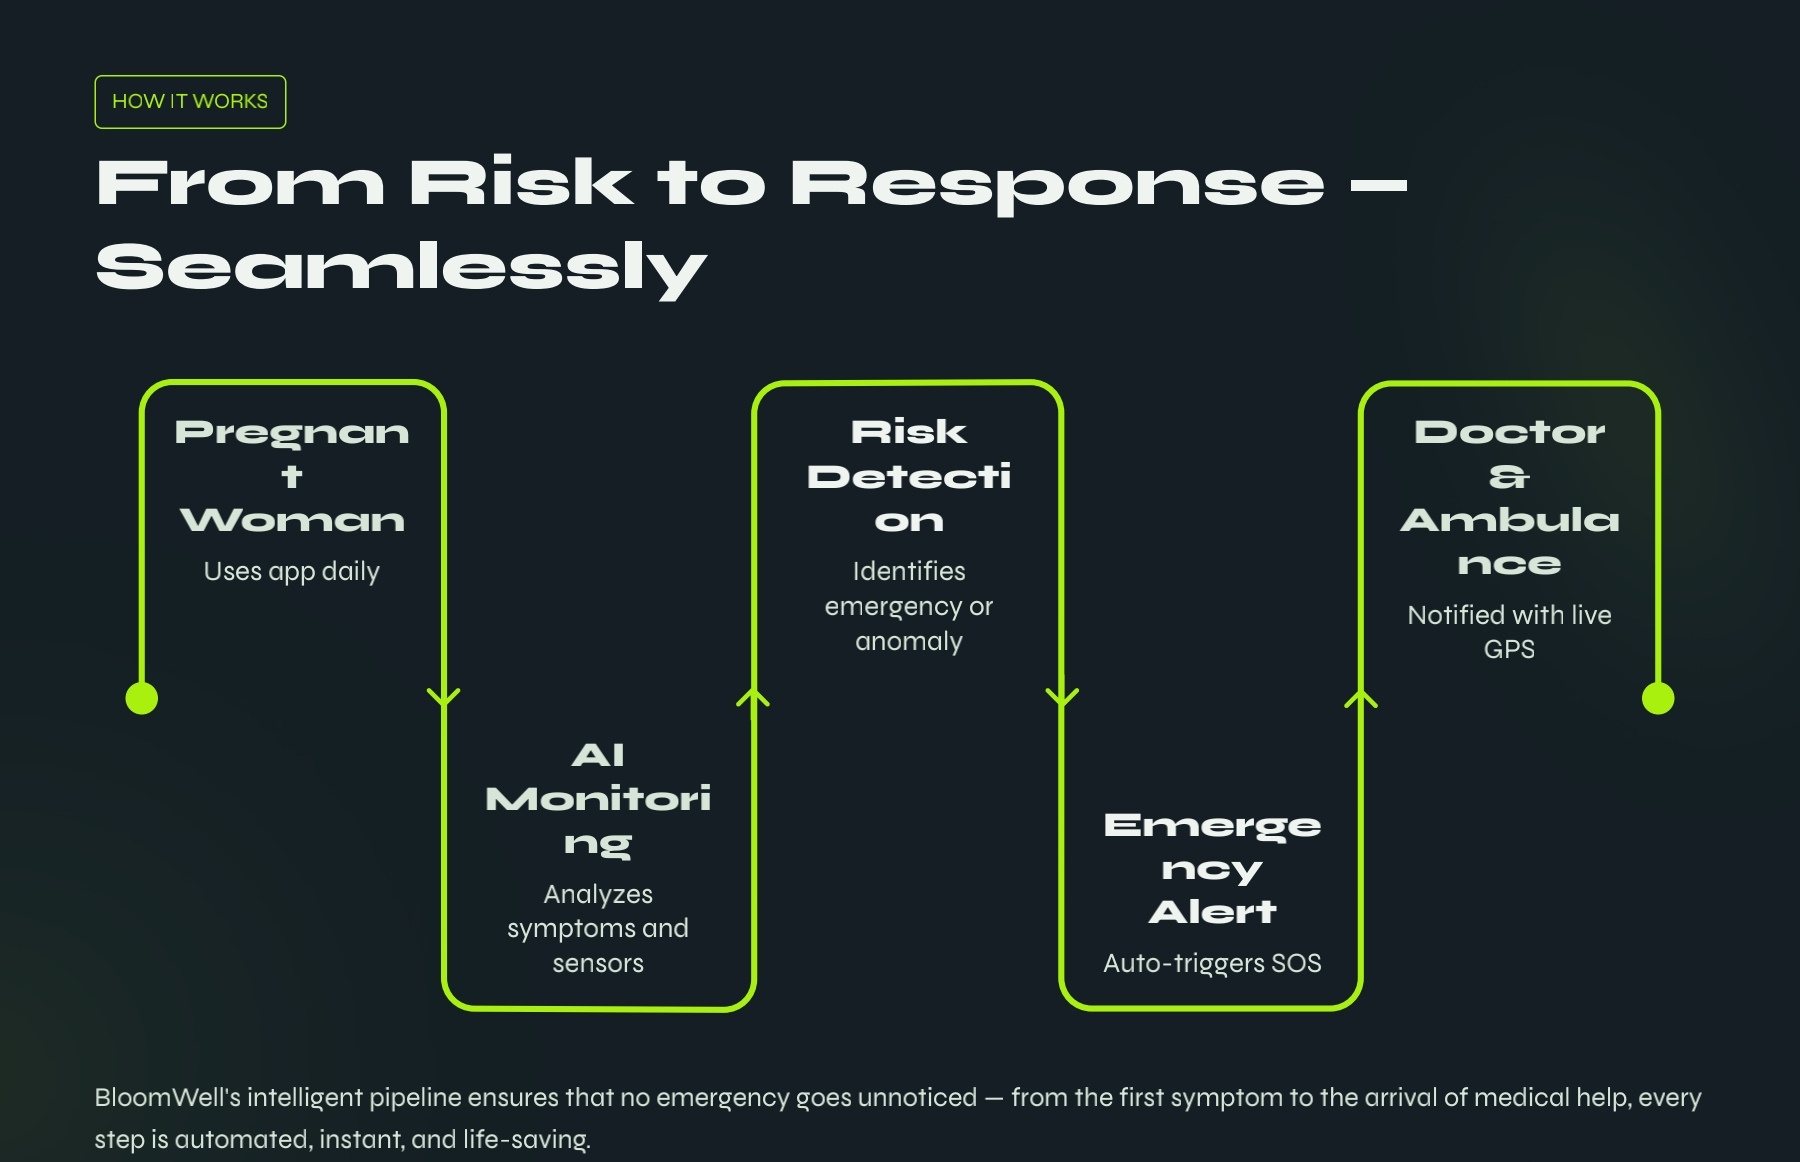 HOW IT WORKS
From Risk to Response —
Seamlessly
Pregnan
t
Woman
Uses app daily
AI
Monitori
ng
Analyzes
symptoms and
sensors
Risk
Detecti
on
Identifies
emergency or
anomaly
Emerge
ncy
Alert
Auto-triggers SOS
Doctor
&
Ambula
nce
Notified with live
GPS
BloomWell's intelligent pipeline ensures that no emergency goes unnoticed — from the first symptom to the arrival of medical help, every
step is automated, instant, and life-saving.